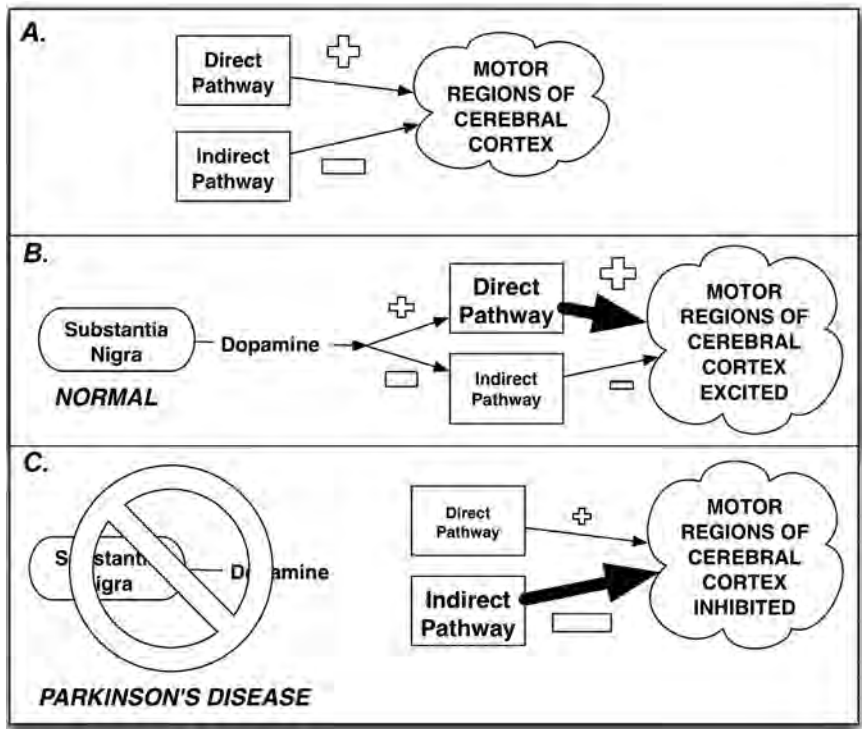 A.
Direct
Pathway
Indirect
Pathway
MOTOR
REGIONS OF
CEREBRAL
CORTEX
B.
Substantia
Nigra
Dopamine
NORMAL
Direct
Pathway
Indirect
Pathway
MOTOR
REGIONS OF
CEREBRAL
CORTEX
EXCITED
C.
Direct
Pathway
Indirect
Pathway
MOTOR
REGIONS OF
CEREBRAL
CORTEX
INHIBITED
PARKINSON'S DISEASE